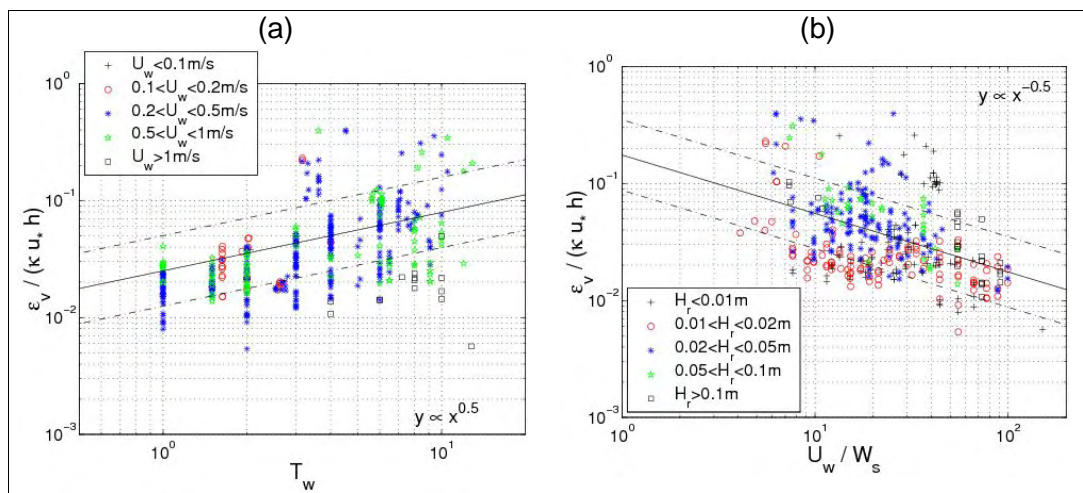 (a)
U_w<0.1m/s
0.1<U_w<0.2m/s
0.2<U_w<0.5m/s
0.5<U_w<1m/s
U_w>1m/s
10^0
10^-1
10^-2
10^-3
ε_v / (κ u_* h)
y ∝ x^0.5
10^0
10^1
T_w
(b)
10^0
10^-1
10^-2
10^-3
ε_v / (κ u_* h)
y ∝ x^-0.5
H_r<0.01m
0.01<H_r<0.02m
0.02<H_r<0.05m
0.05<H_r<0.1m
H_r>0.1m
10^0
10^1
10^2
U_w / W_s